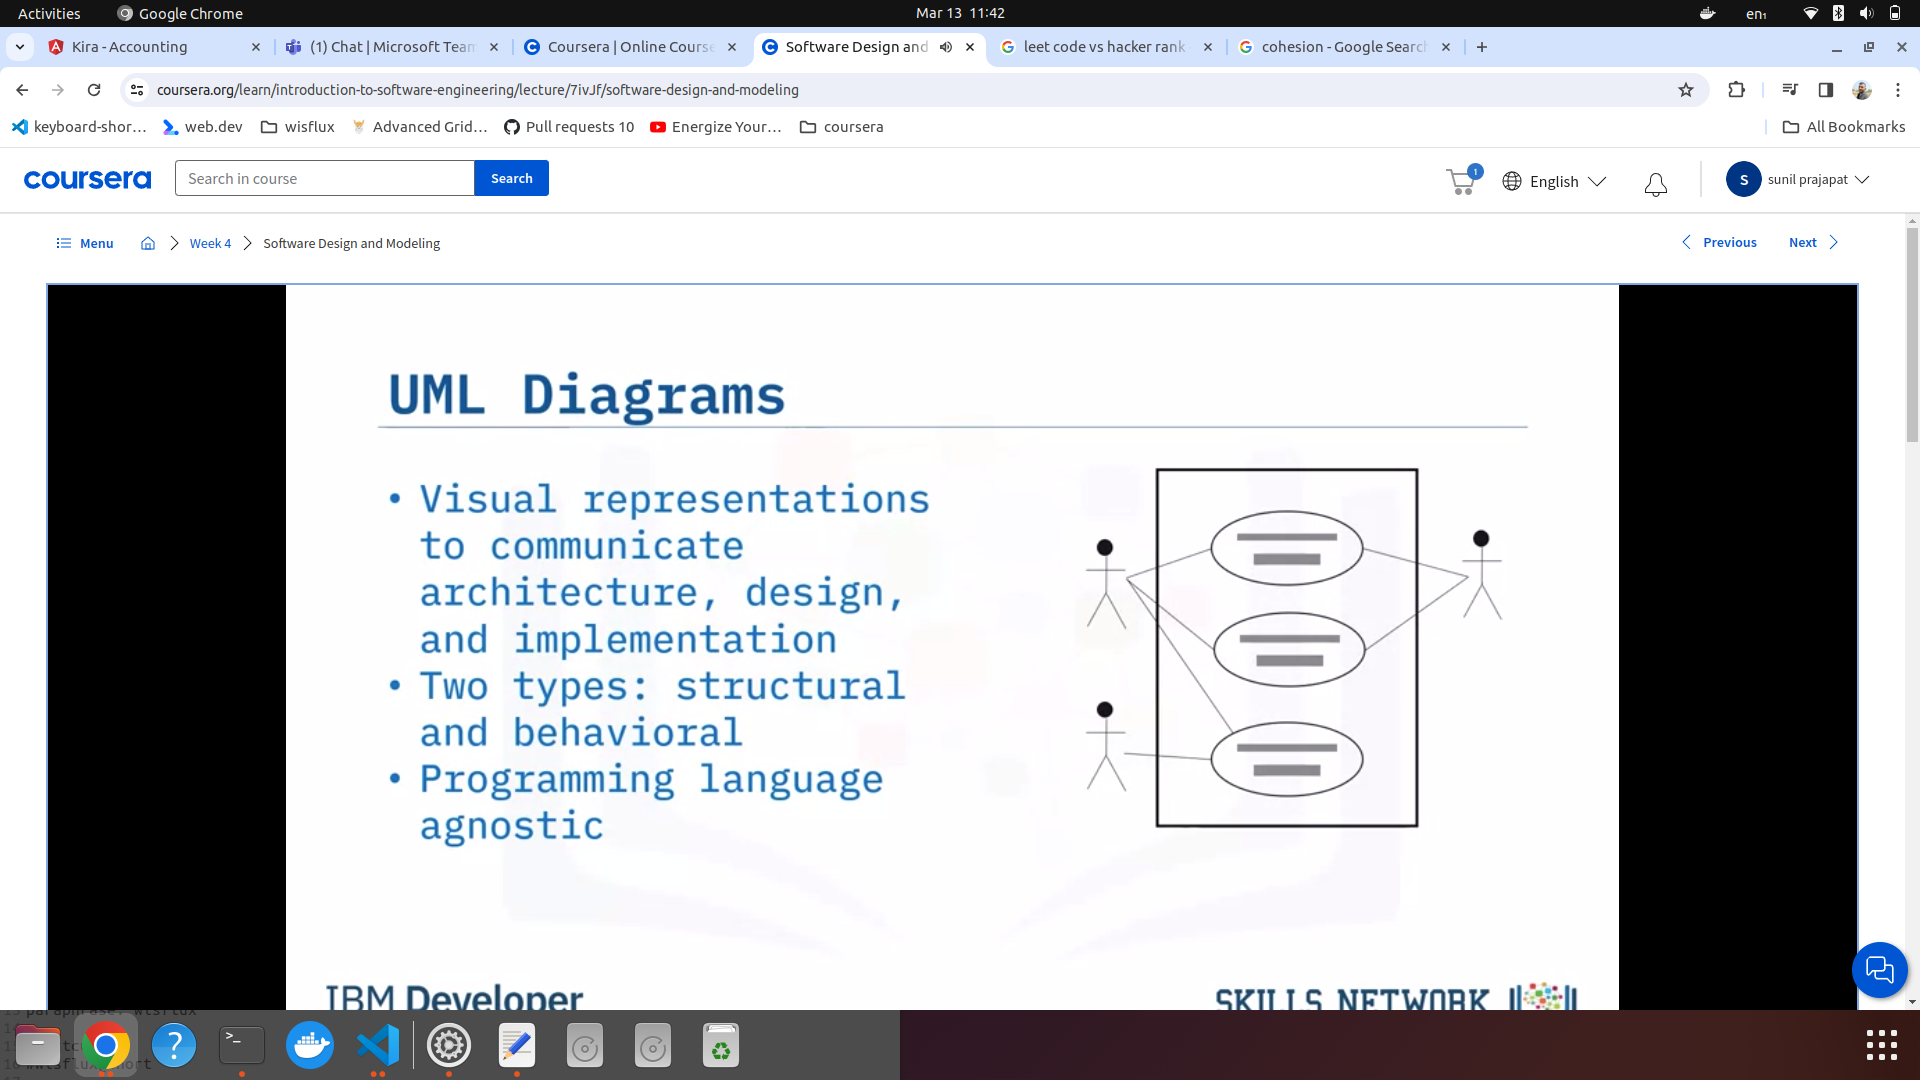 Activities
Google Chrome
Mar 13 11:42
en₁
Kira - Accounting
(1) Chat | Microsoft Team
Coursera | Online Course
Software Design and
leet code vs hacker rank
cohesion - Google Search
coursera.org/learn/introduction-to-software-engineering/lecture/7ivJf/software-design-and-modeling
keyboard-shor...
web.dev
wisflux
Advanced Grid...
Pull requests 10
Energize Your...
coursera
All Bookmarks
coursera
Search in course
Search
1
English
S
sunil prajapat
Menu
Week 4
Software Design and Modeling
Previous
Next
UML Diagrams
• Visual representations
to communicate
architecture, design,
and implementation
• Two types: structural
and behavioral
• Programming language
agnostic
IBM Developer
SKILLS NETWORK